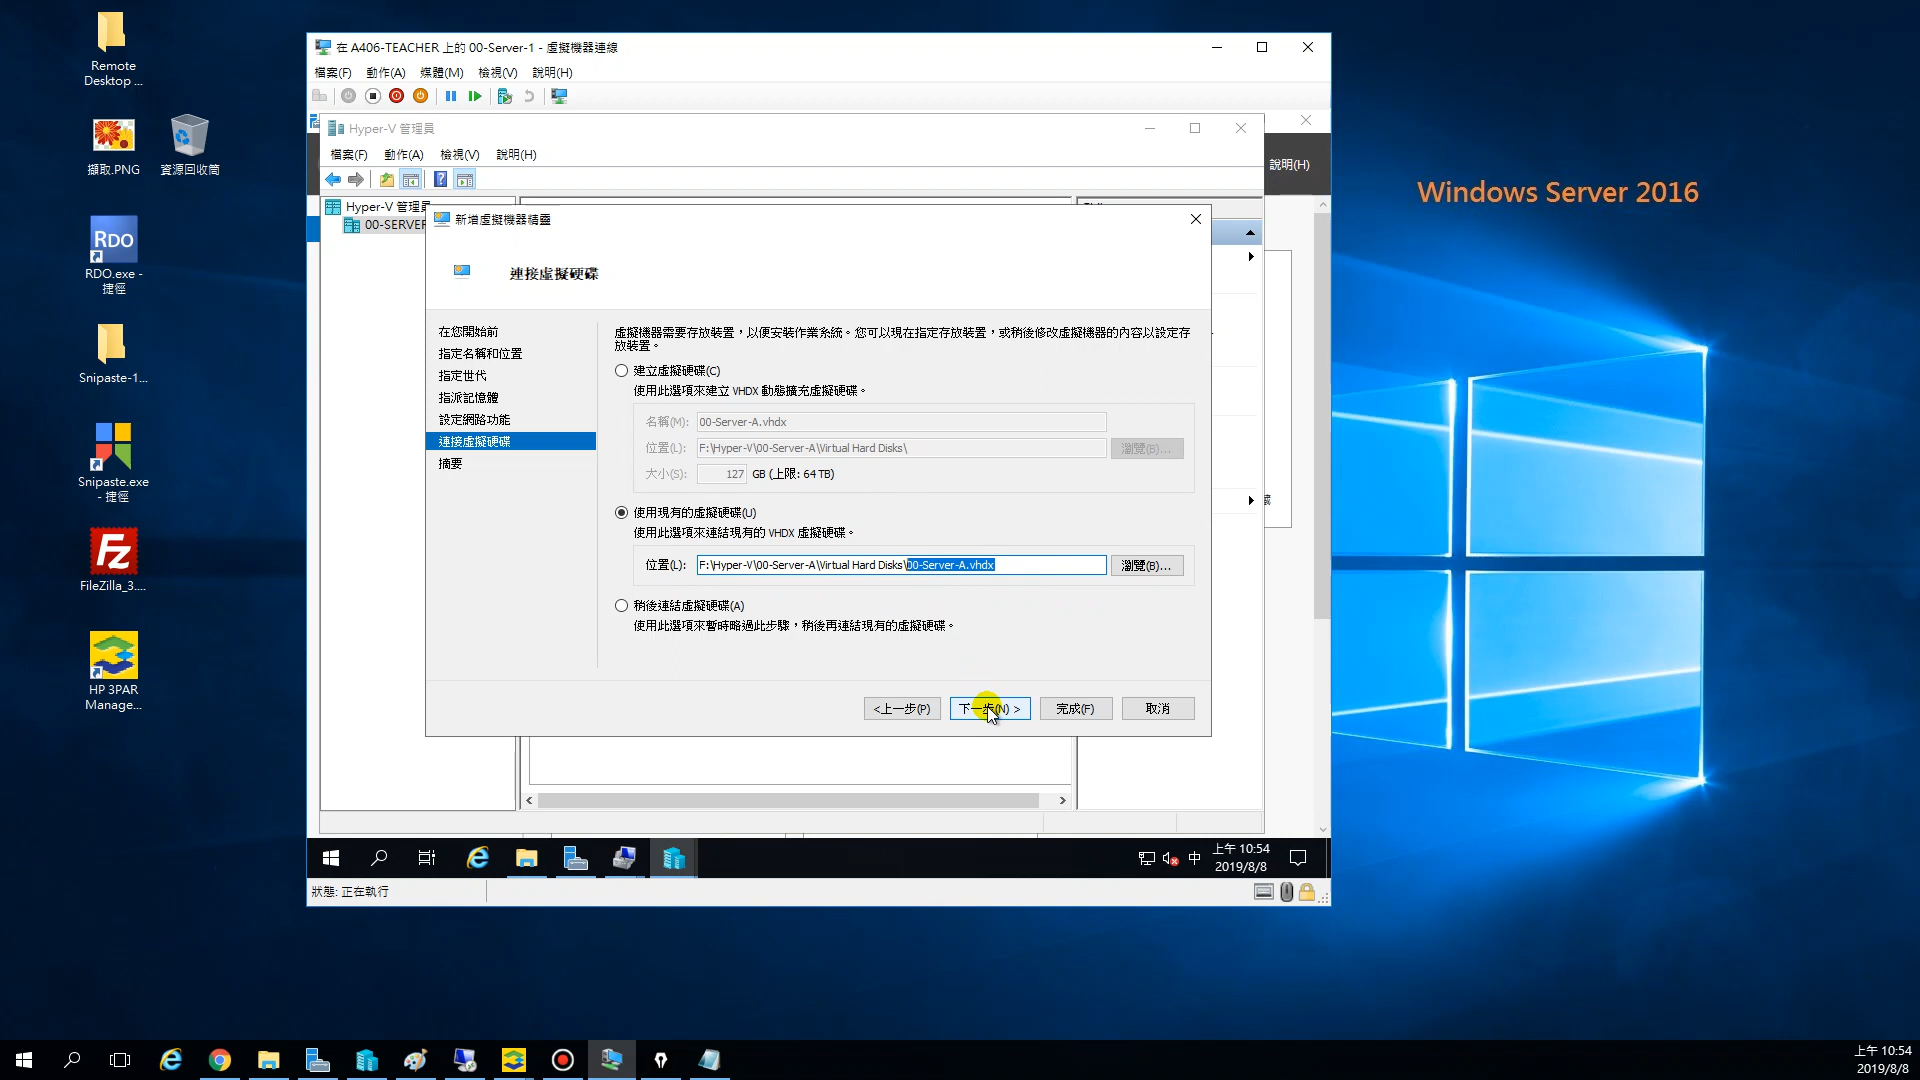 Remote
Desktop ...
擷取.PNG
資源回收筒
RDO
RDO.exe -
捷徑
Snipaste-1...
Snipaste.exe
- 捷徑
Fz
FileZilla_3....
HP 3PAR
Manage...
Windows Server 2016
在 A406-TEACHER 上的 00-Server-1 - 虛擬機器連線
檔案(F) 動作(A) 媒體(M) 檢視(V) 說明(H)
Hyper-V 管理員
檔案(F) 動作(A) 檢視(V) 說明(H)
說明(H)
Hyper-V 管理員
00-SERVER
新增虛擬機器精靈
連接虛擬硬碟
在您開始前
指定名稱和位置
指定世代
指派記憶體
設定網路功能
連接虛擬硬碟
摘要
虛擬機器需要存放裝置，以便安裝作業系統。您可以現在指定存放裝置，或稍後修改虛擬機器的內容以設定存
放裝置。
建立虛擬硬碟(C)
使用此選項來建立 VHDX 動態擴充虛擬硬碟。
名稱(M): 00-Server-A.vhdx
位置(L): F:\Hyper-V\00-Server-A\Virtual Hard Disks\ 瀏覽(B)...
大小(S): 127 GB (上限: 64 TB)
使用現有的虛擬硬碟(U)
使用此選項來連結現有的 VHDX 虛擬硬碟。
位置(L): F:\Hyper-V\00-Server-A\Virtual Hard Disks\00-Server-A.vhdx 瀏覽(B)...
稍後連結虛擬硬碟(A)
使用此選項來暫時略過此步驟，稍後再連結現有的虛擬硬碟。
<上一步(P) 下一步(N) > 完成(F) 取消
中
上午 10:54
2019/8/8
狀態: 正在執行
上午 10:54
2019/8/8